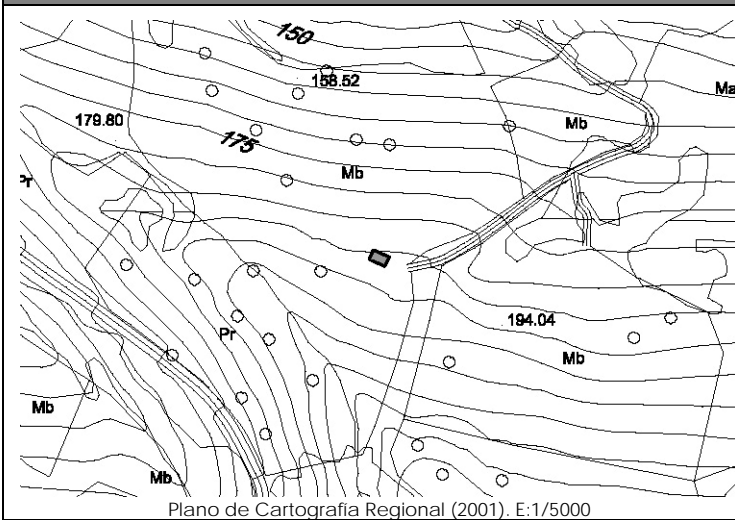 150
158.52
Ma
179.80
175
Mb
Mb
Pr
194.04
Pr
Mb
Mb
Mb
Plano de Cartografía Regional (2001). E:1/5000